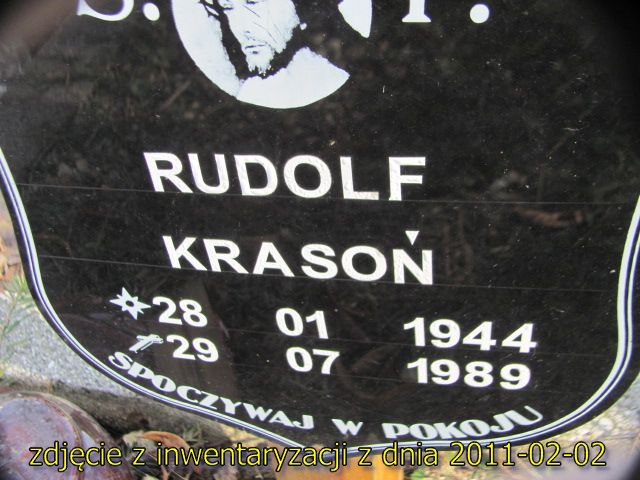 Ś. P.
RUDOLF
KRASOŃ
28 01 1944
29 07 1989
SPOCZYWAJ W POKOJU
zdjęcie z inwentaryzacji z dnia 2011-02-02